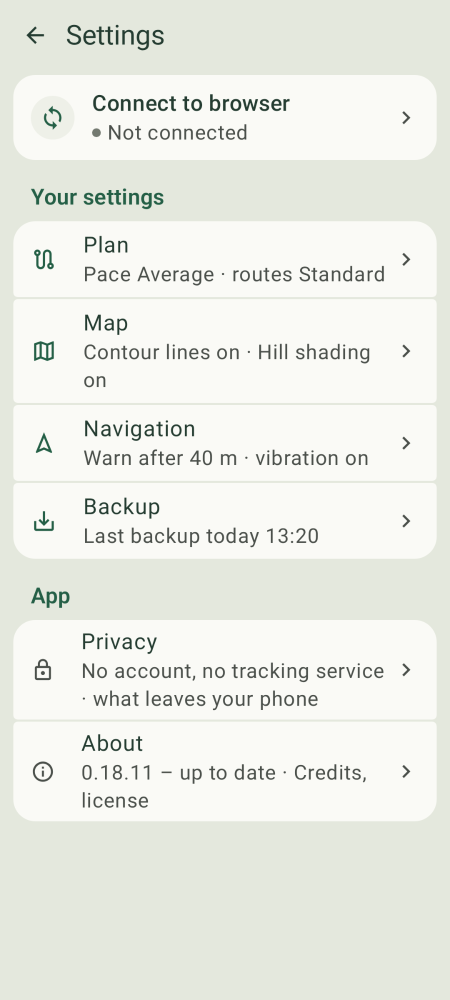 Settings
Connect to browser
Not connected
Your settings
Plan
Pace Average · routes Standard
Map
Contour lines on · Hill shading
on
Navigation
Warn after 40 m · vibration on
Backup
Last backup today 13:20
App
Privacy
No account, no tracking service
· what leaves your phone
About
0.18.11 – up to date · Credits,
license